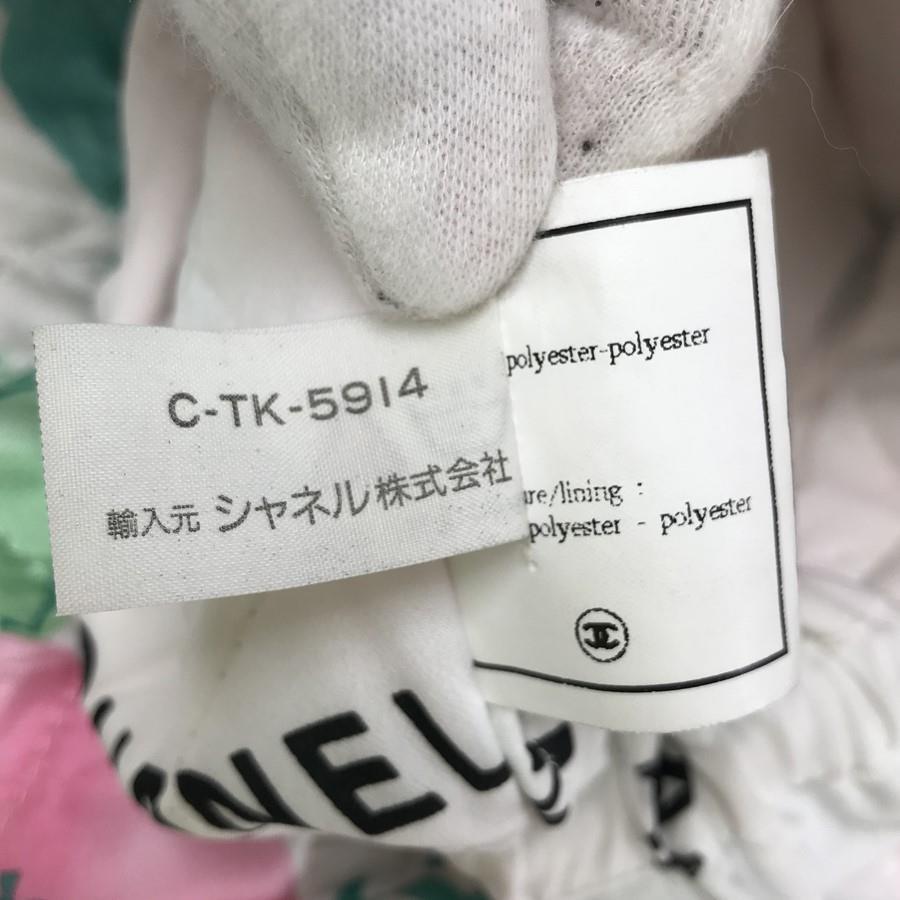 C-TK-5914
輸入元 シャネル株式会社
polyester-polyester
ure/lining :
polyester - polyester
NEL